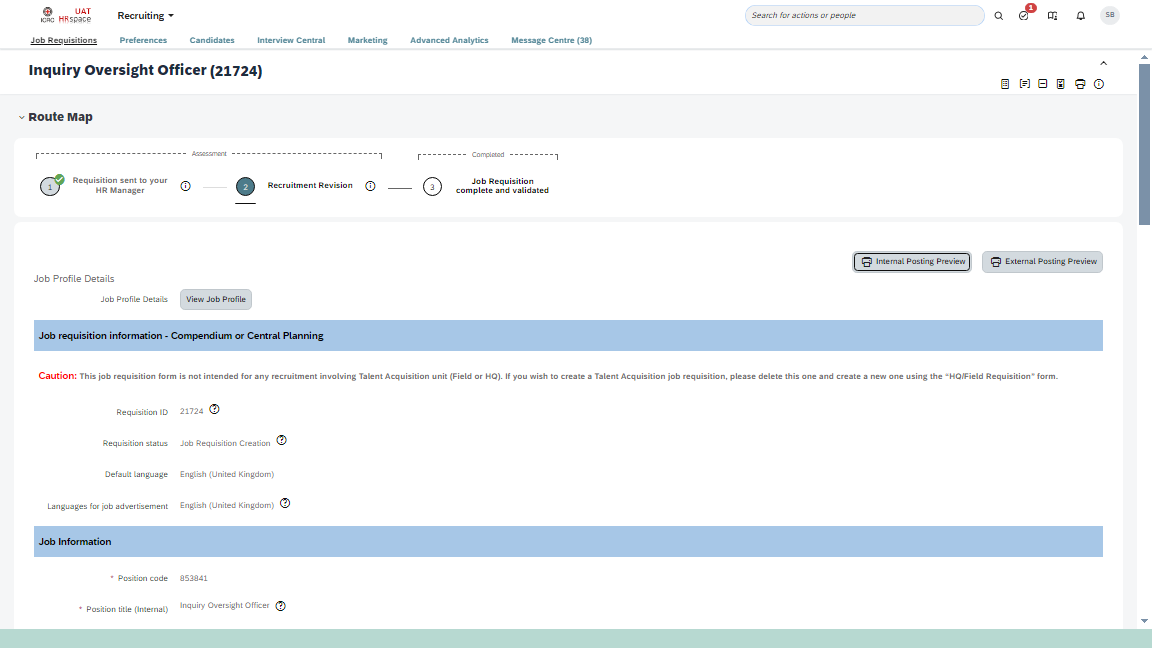 ICRC
UAT
HRspace
Recruiting
Search for actions or people
1
SB
Job Requisitions
Preferences
Candidates
Interview Central
Marketing
Advanced Analytics
Message Centre (38)
Inquiry Oversight Officer (21724)
Route Map
Assessment
Completed
1
Requisition sent to your
HR Manager
2
Recruitment Revision
3
Job Requisition
complete and validated
Internal Posting Preview
External Posting Preview
Job Profile Details
Job Profile Details
View Job Profile
Job requisition information - Compendium or Central Planning
Caution: This job requisition form is not intended for any recruitment involving Talent Acquisition unit (Field or HQ). If you wish to create a Talent Acquisition job requisition, please delete this one and create a new one using the “HQ/Field Requisition” form.
Requisition ID 21724
Requisition status Job Requisition Creation
Default language English (United Kingdom)
Languages for job advertisement English (United Kingdom)
Job Information
* Position code 853841
* Position title (Internal) Inquiry Oversight Officer